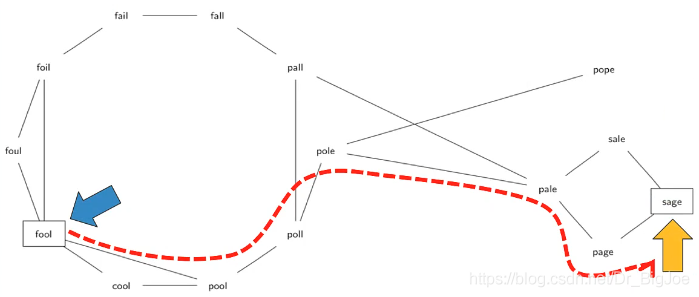 fail
fall
foil
pall
pope
foul
pole
sale
pale
sage
fool
poll
page
cool
pool
https://blog.csdn.net/Dr_BigJoe